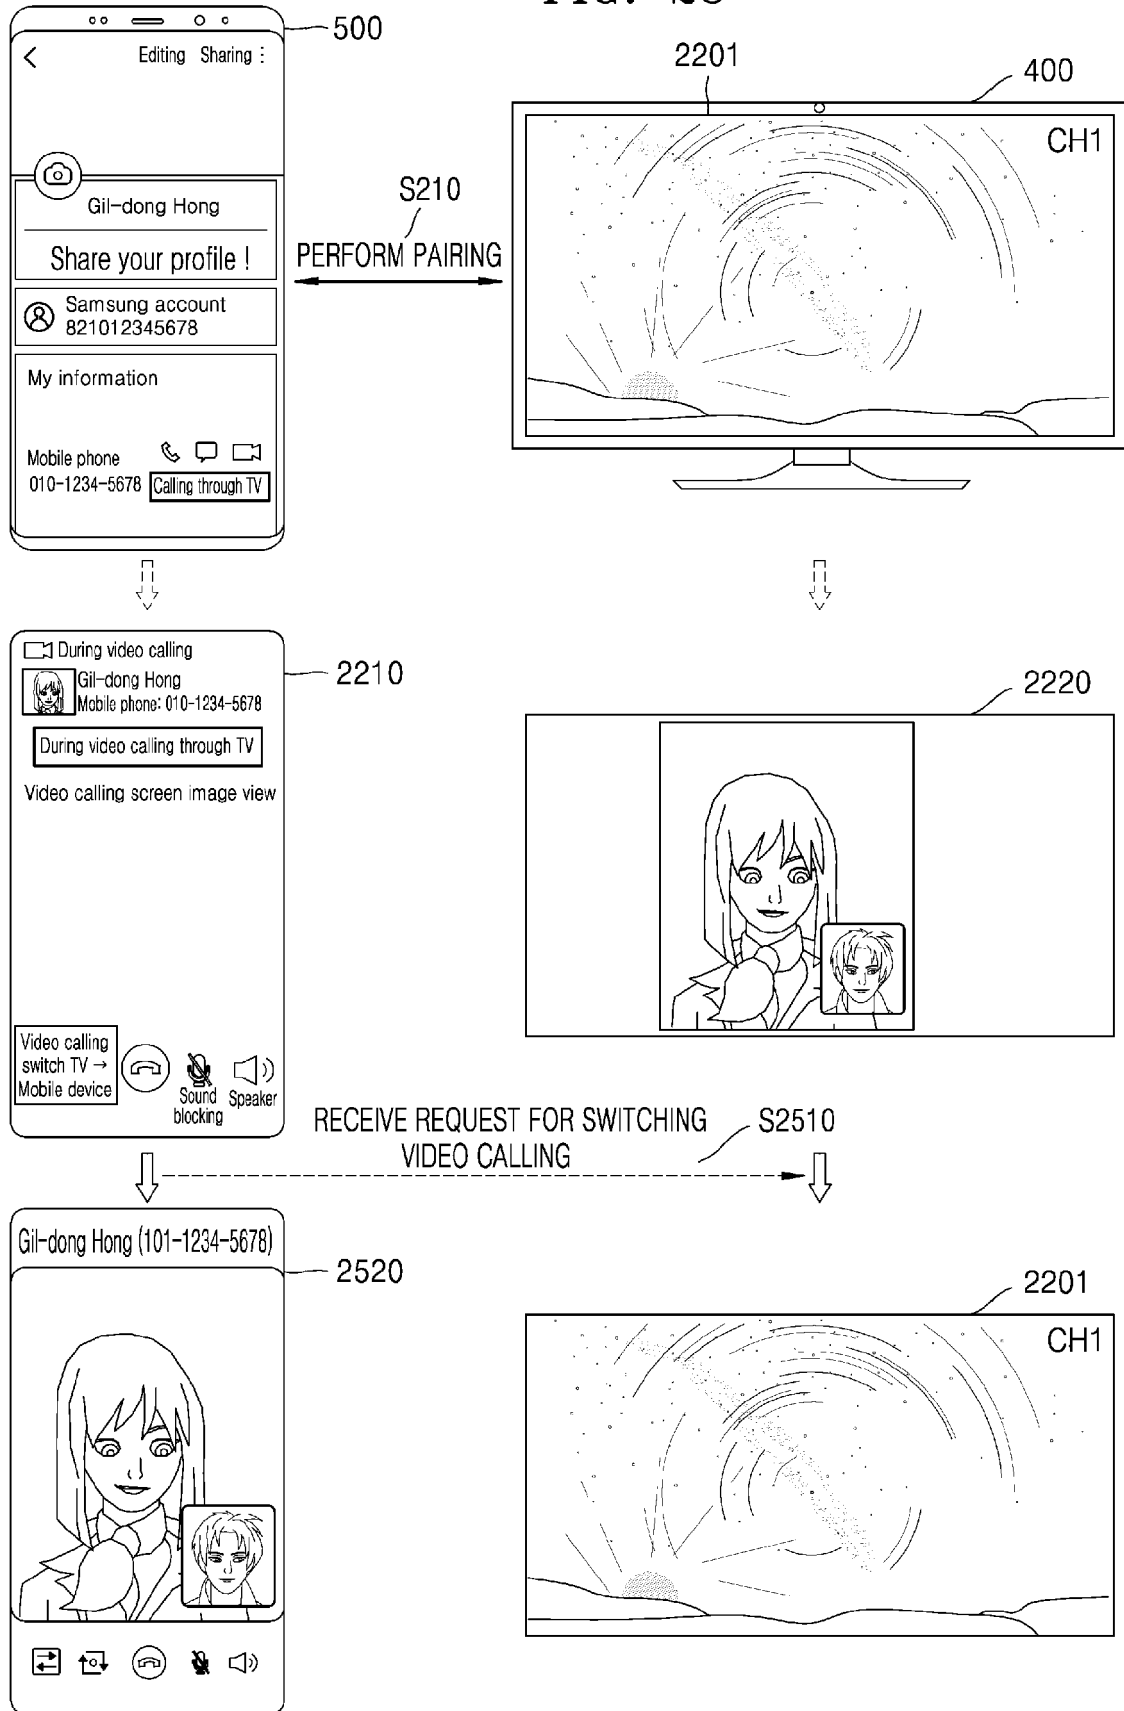 500
Editing Sharing
Gil-dong Hong
Share your profile !
Samsung account
821012345678
My information
Mobile phone
010-1234-5678
Calling through TV
S210
PERFORM PAIRING
2201
400
CH1
During video calling
Gil-dong Hong
Mobile phone: 010-1234-5678
During video calling through TV
Video calling screen image view
2210
2220
Video calling
switch TV →
Mobile device
Sound
blocking
Speaker
RECEIVE REQUEST FOR SWITCHING
VIDEO CALLING
S2510
Gil-dong Hong (101-1234-5678)
2520
2201
CH1